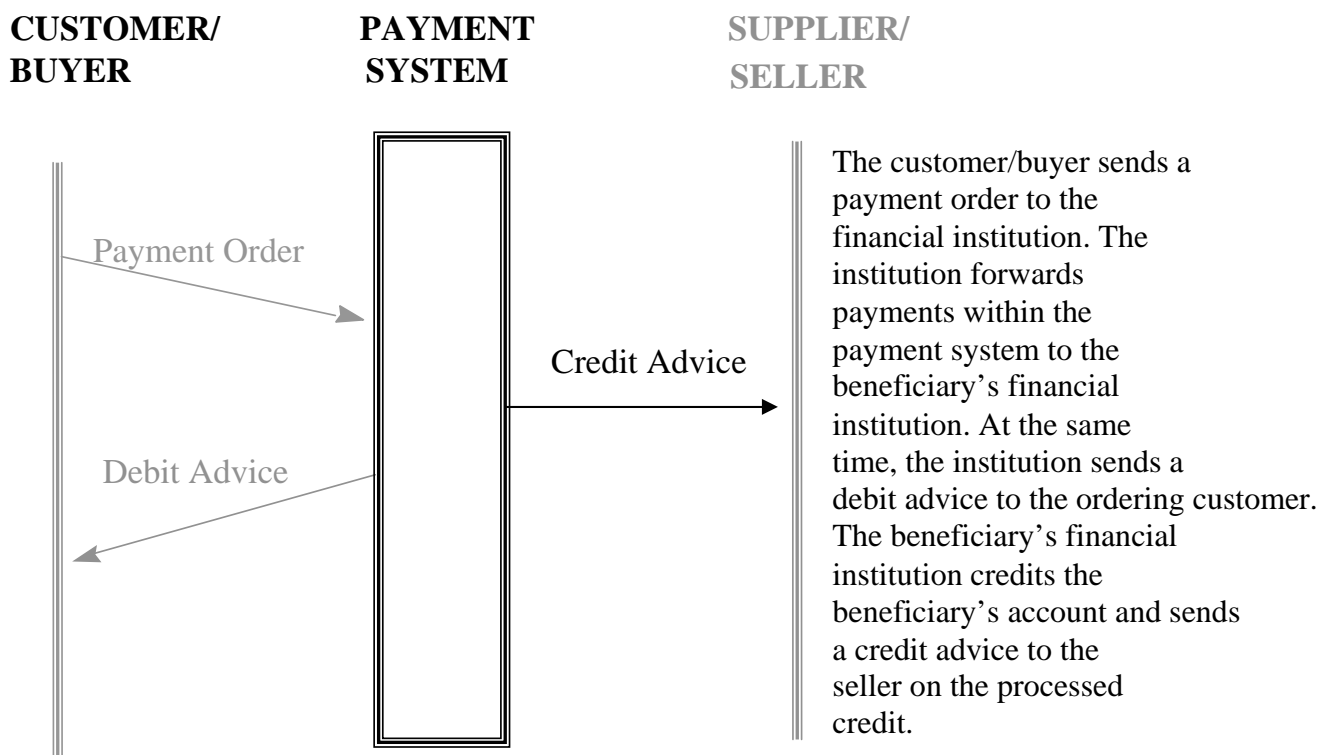 CUSTOMER/
BUYER
PAYMENT
SYSTEM
SUPPLIER/
SELLER
Payment Order
Credit Advice
Debit Advice
The customer/buyer sends a
payment order to the
financial institution. The
institution forwards
payments within the
payment system to the
beneficiary’s financial
institution. At the same
time, the institution sends a
debit advice to the ordering customer.
The beneficiary’s financial
institution credits the
beneficiary’s account and sends
a credit advice to the
seller on the processed
credit.